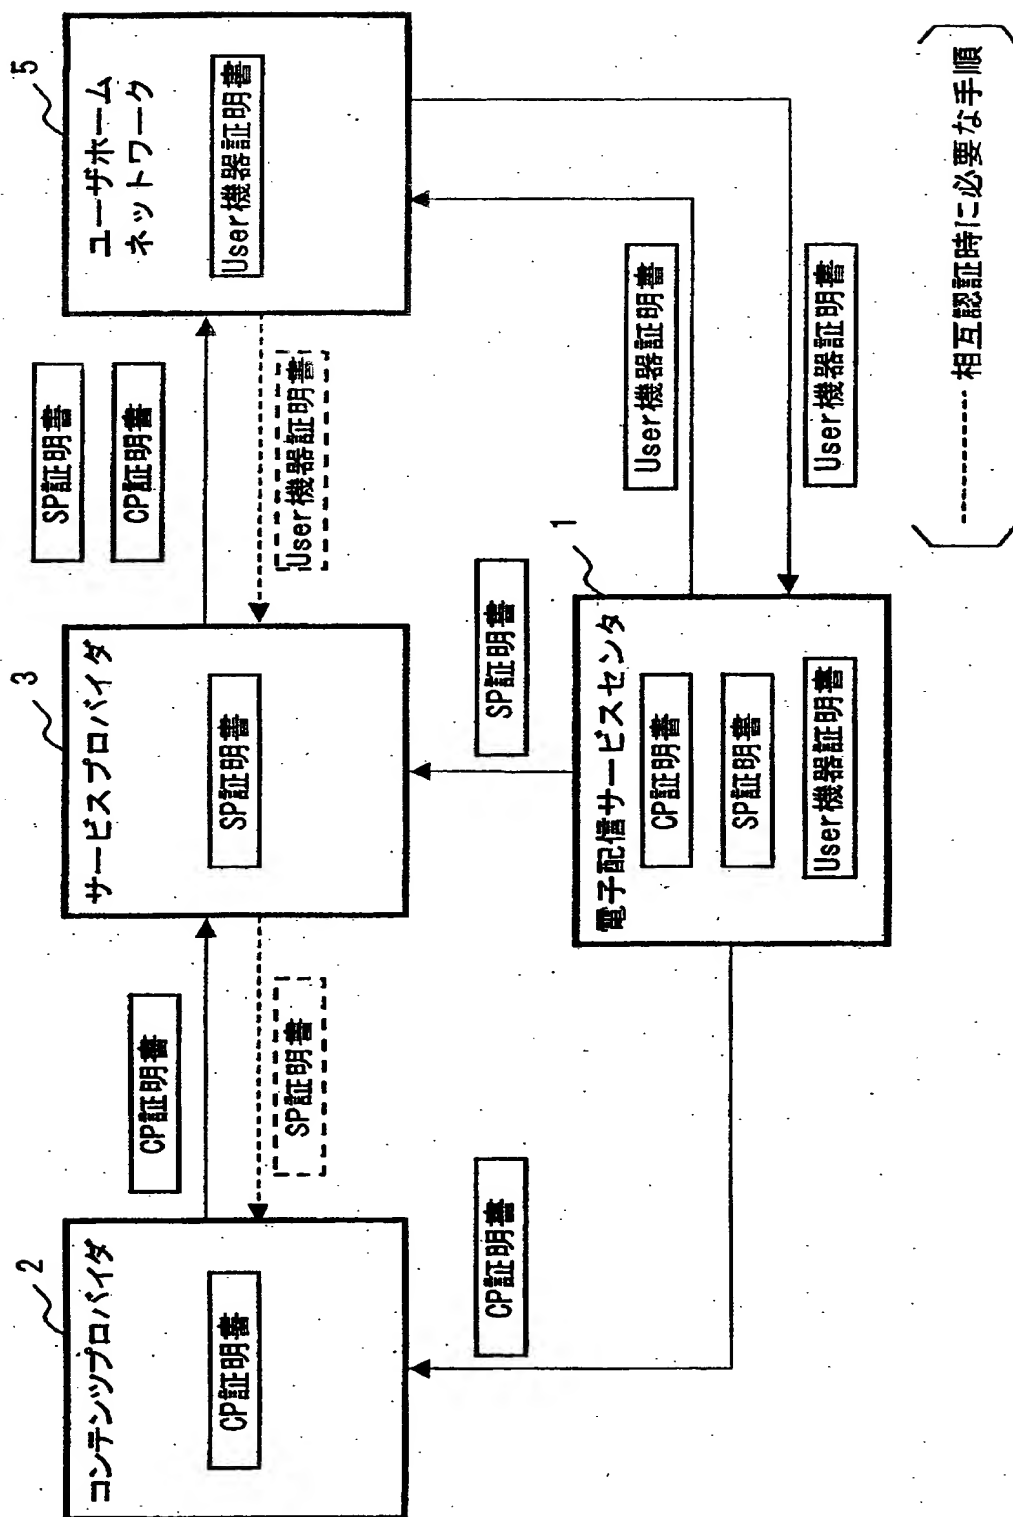 2
コンテンツプロバイダ
CP証明書
CP証明書
SP証明書
3
サービスプロバイダ
SP証明書
SP証明書
CP証明書
User機器証明書
5
ユーザホーム
ネットワーク
User機器証明書
CP証明書
SP証明書
1
電子配信サービスセンタ
CP証明書
SP証明書
User機器証明書
User機器証明書
User機器証明書
相互認証時に必要な手順